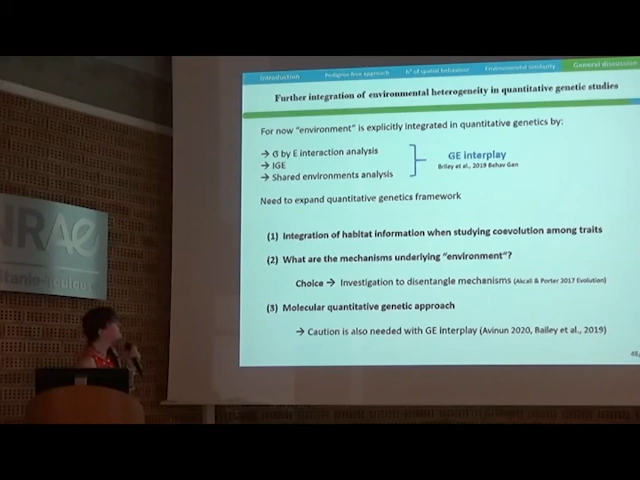 Introduction Pedigree-free approach h² of spatial behaviour Environmental similarity General discussion
Further integration of environmental heterogeneity in quantitative genetic studies
For now "environment" is explicitly integrated in quantitative genetics by:
→ G by E interaction analysis
→ IGE
→ Shared environments analysis
GE interplay
Briley et al., 2019 Behav Gen
Need to expand quantitative genetics framework
(1) Integration of habitat information when studying coevolution among traits
(2) What are the mechanisms underlying "environment"?
Choice → Investigation to disentangle mechanisms (Akcali & Porter 2017 Evolution)
(3) Molecular quantitative genetic approach
→ Caution is also needed with GE interplay (Avinun 2020, Bailey et al., 2019)
NRAE